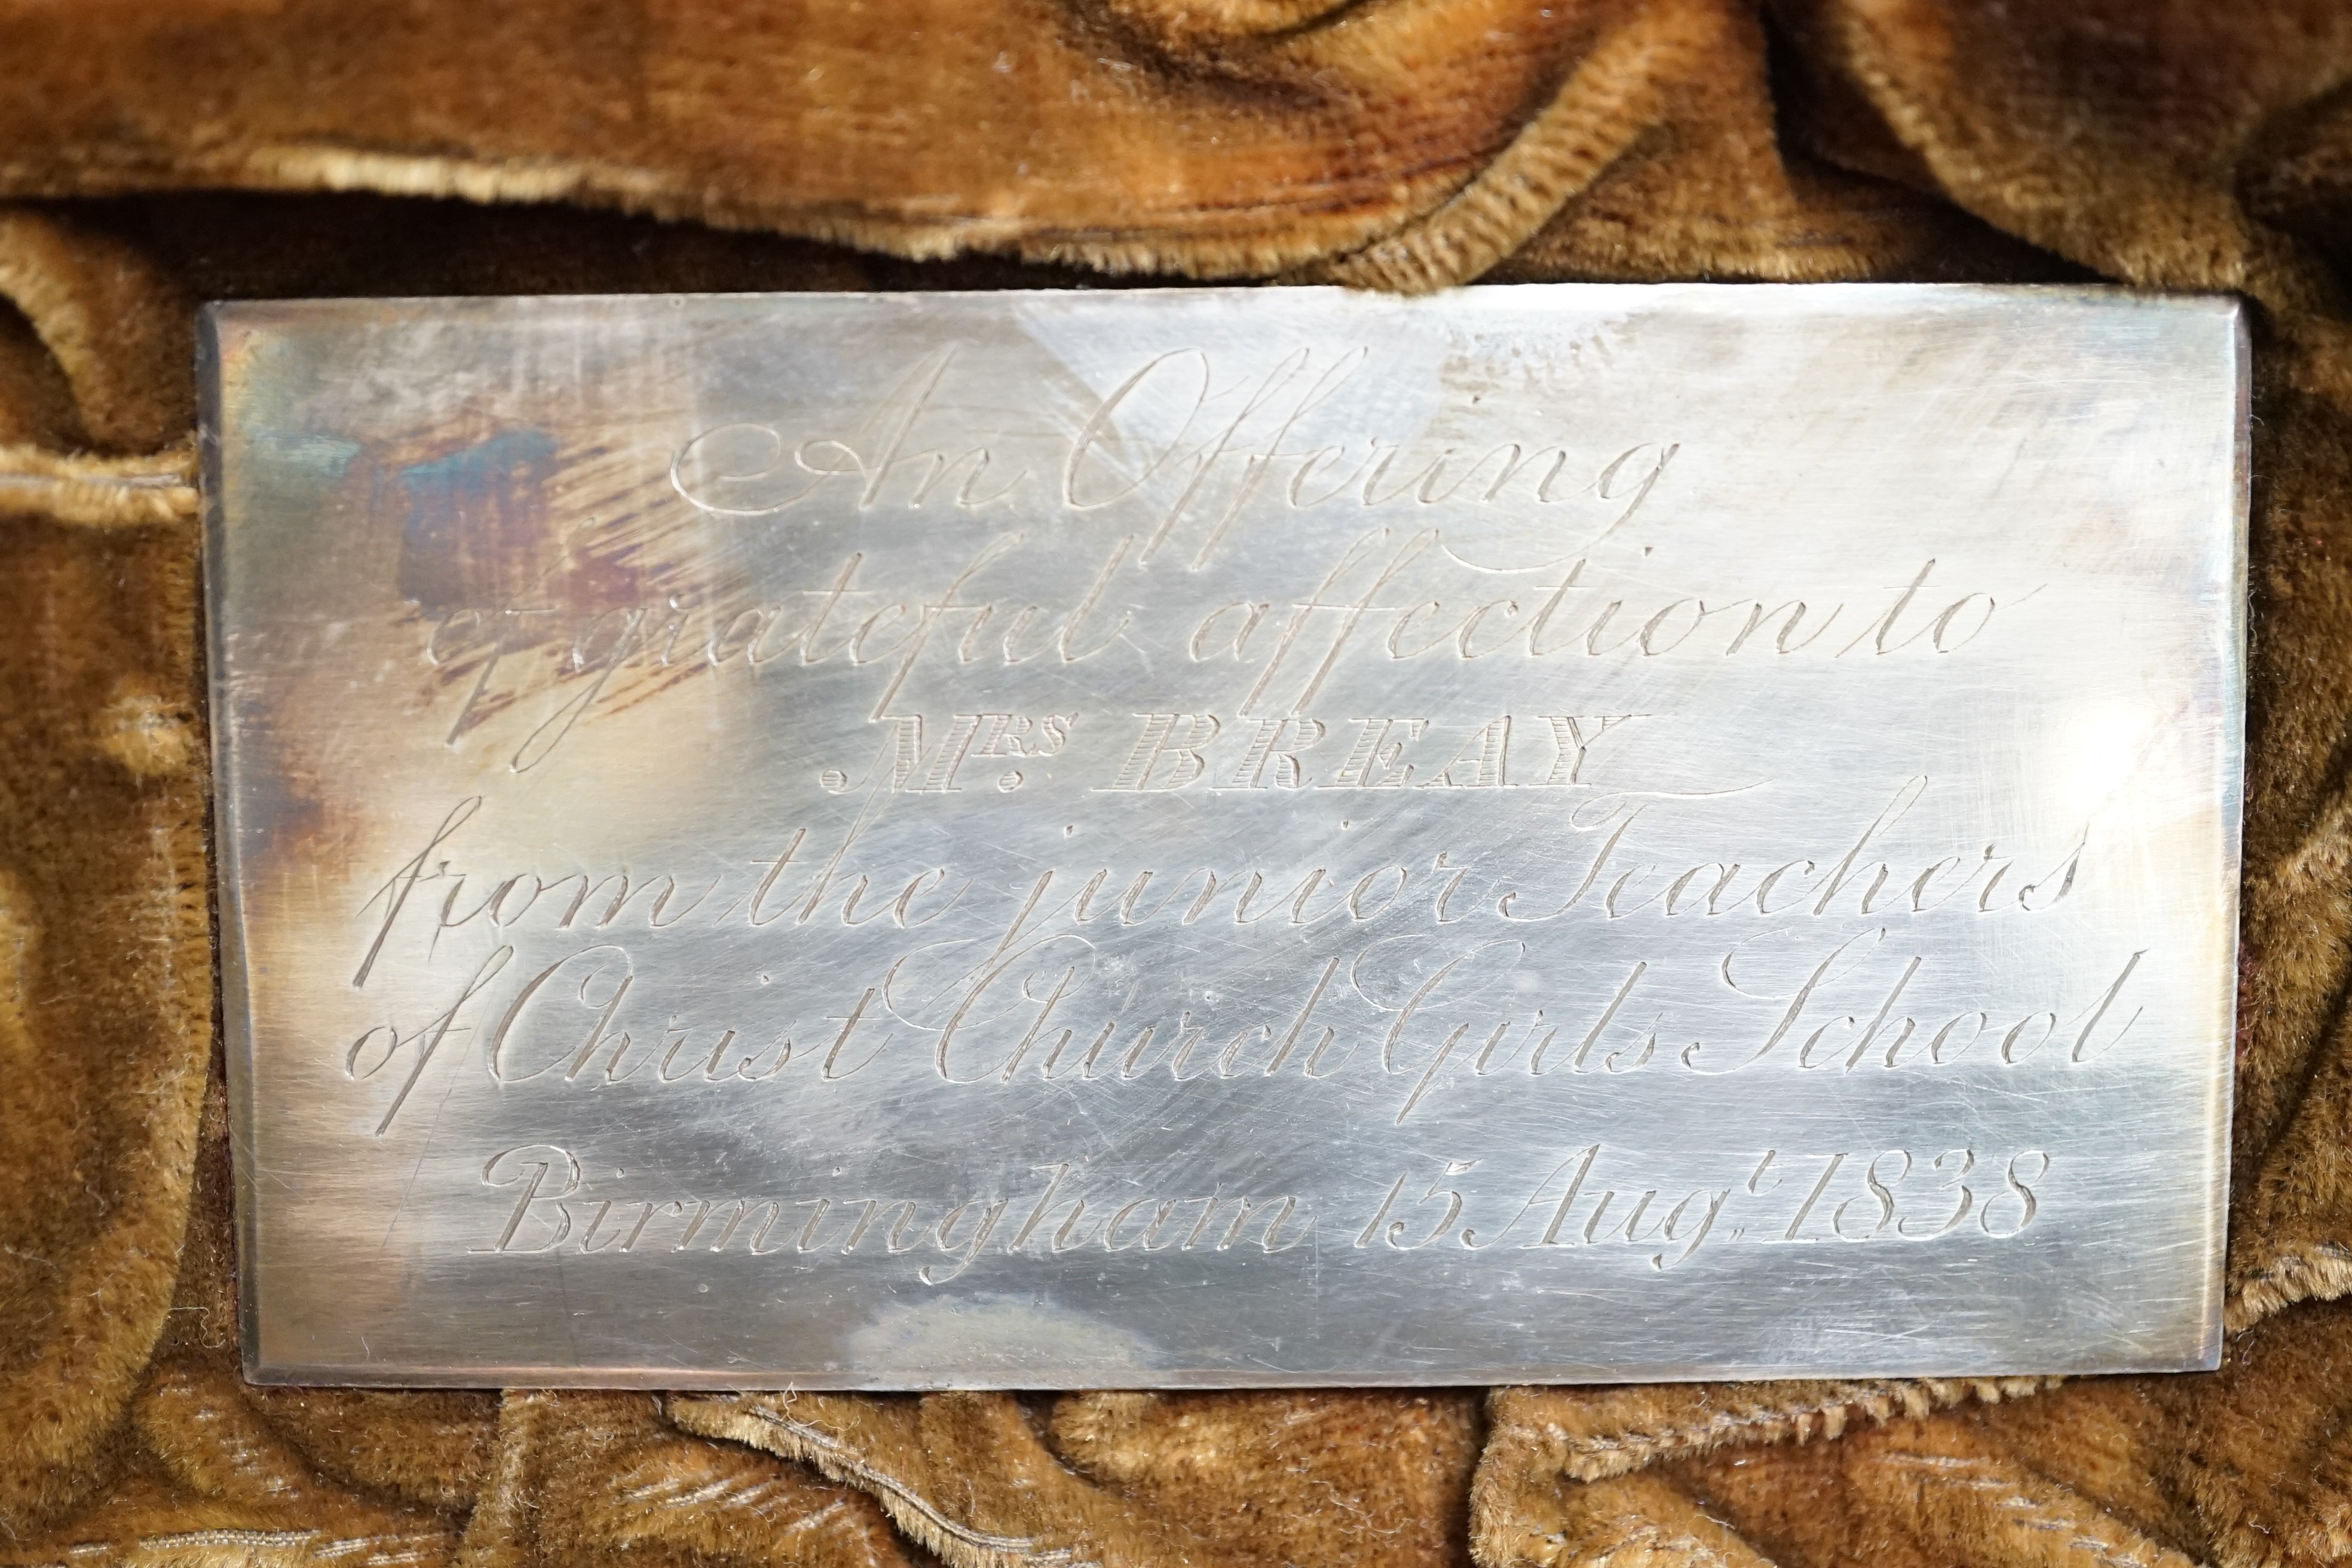 An Offering
of grateful affection to
Mrs. BREAY
from the junior Teachers
of Christ Church Girls School
Birmingham 15 Augt. 1838